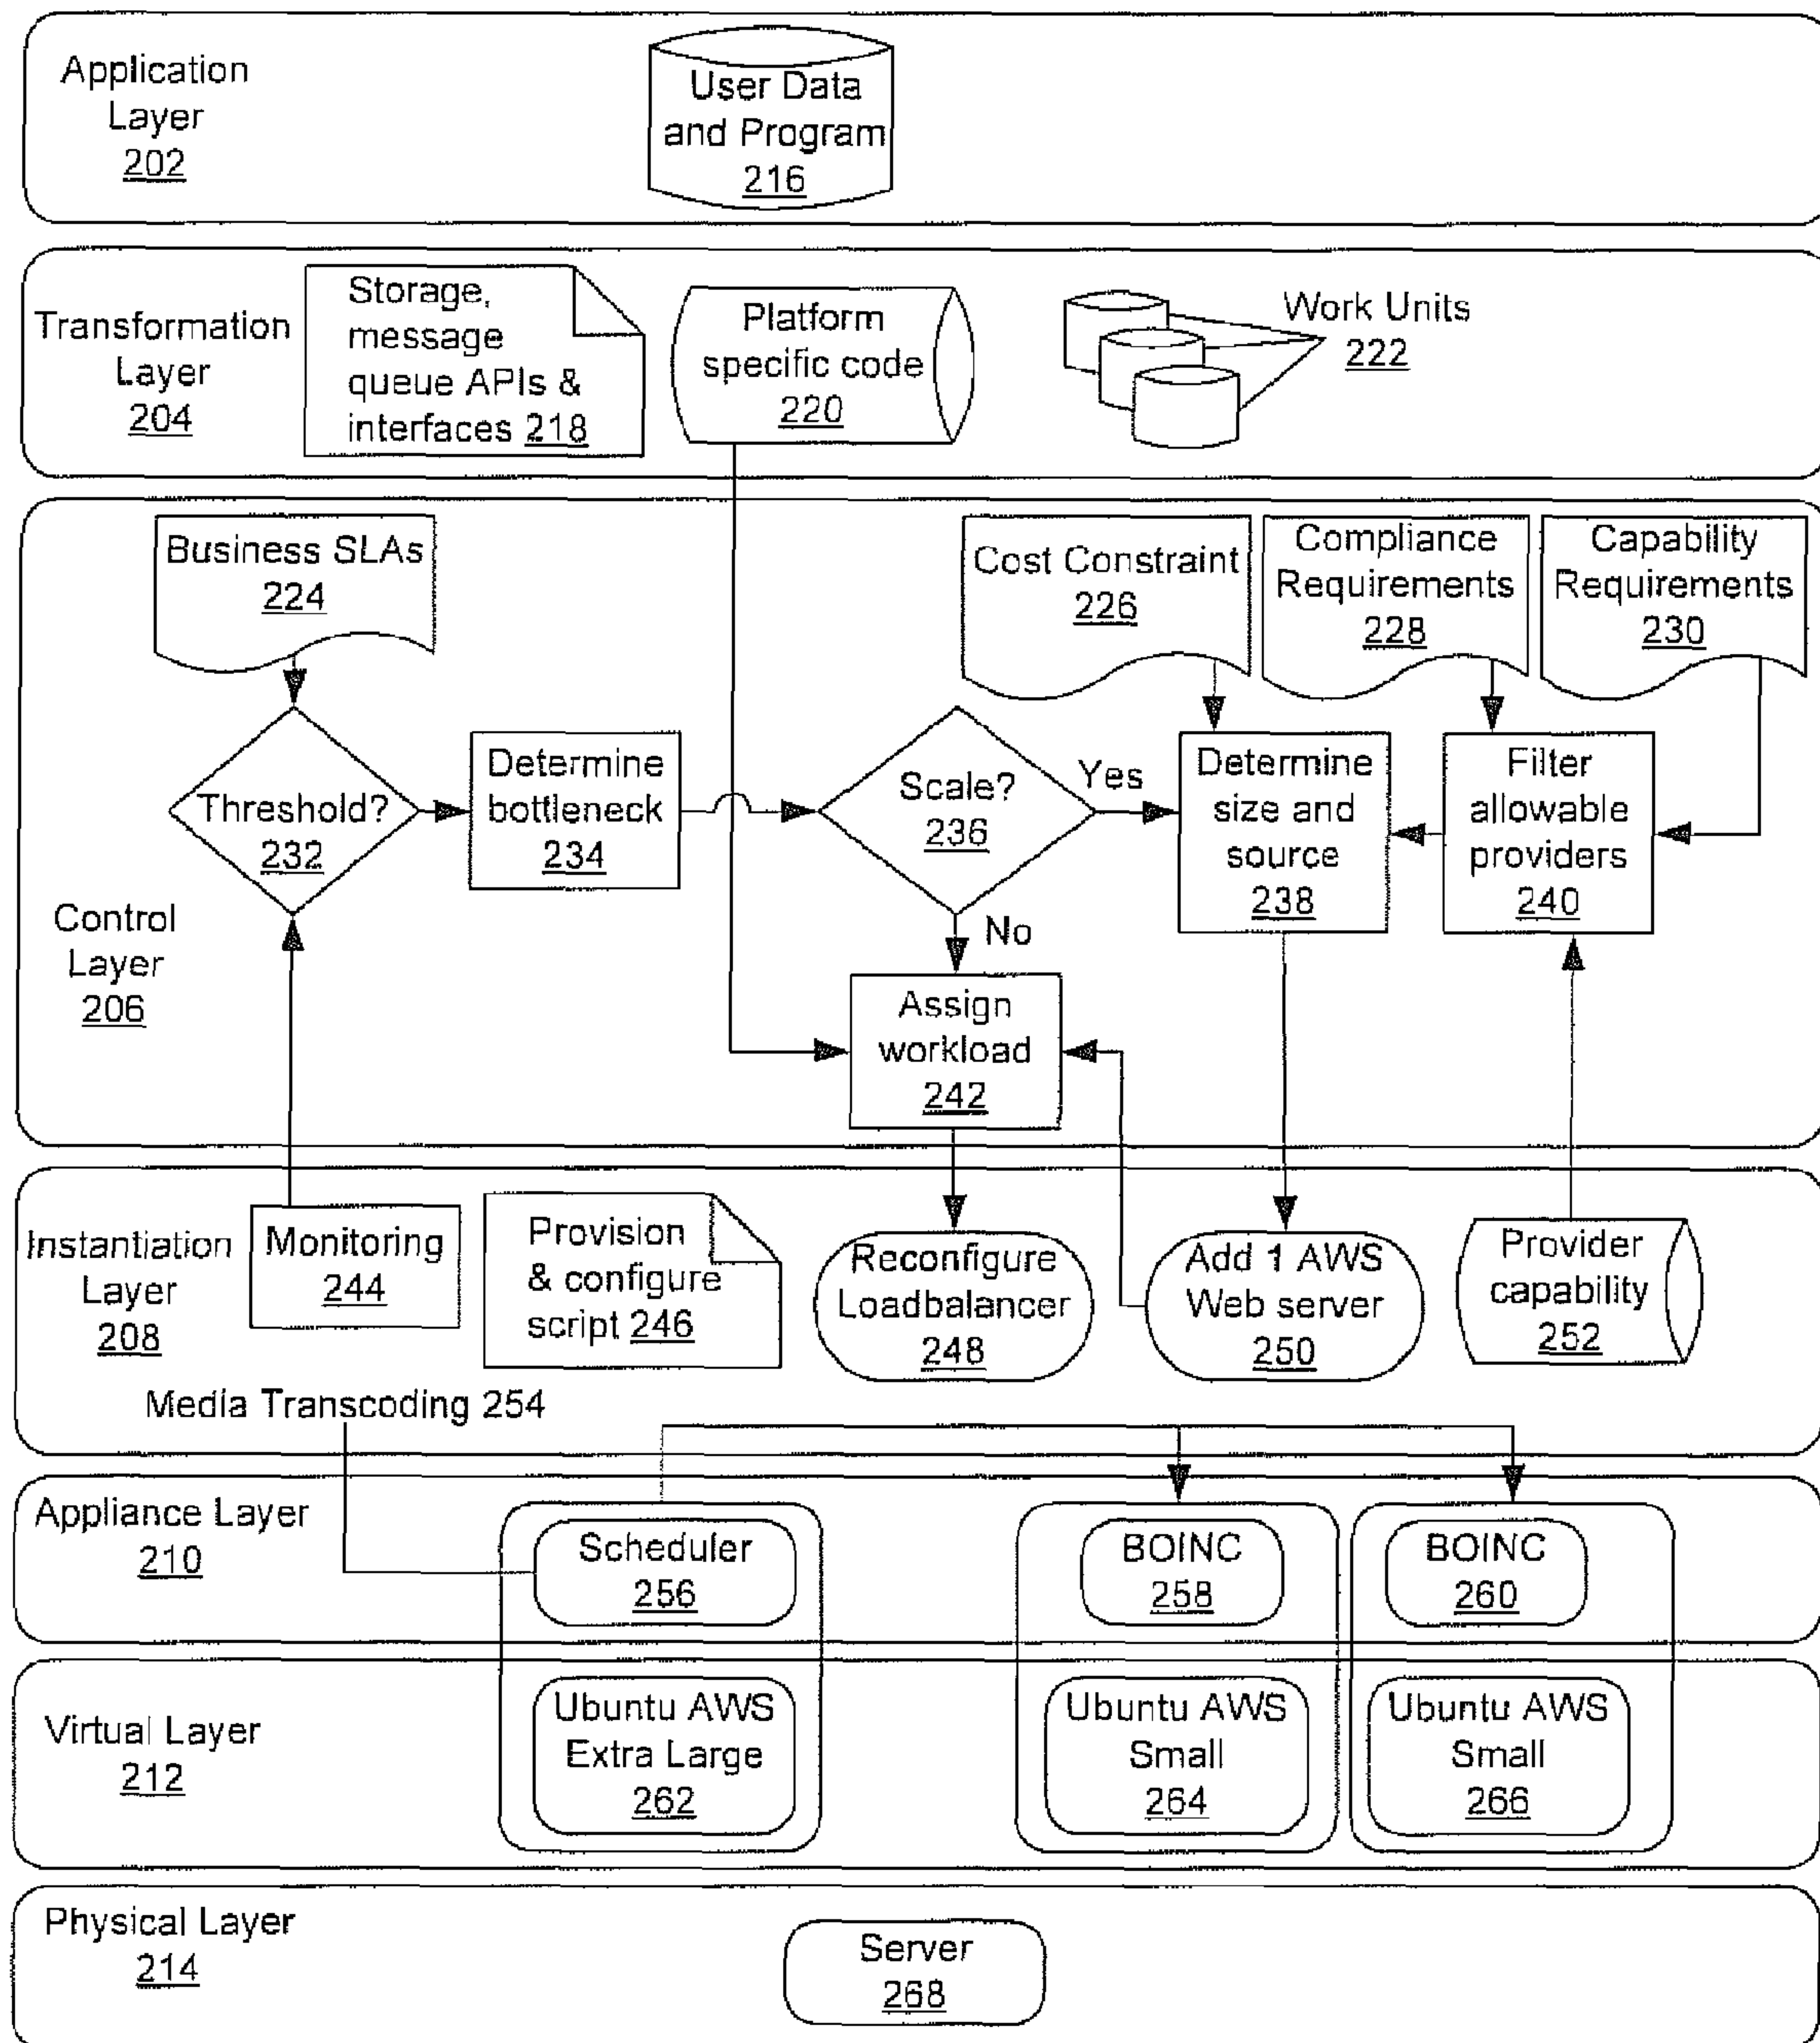 Application
Layer
202
User Data
and Program
216
Transformation
Layer
204
Storage,
message
queue APIs &
interfaces 218
Platform
specific code
220
Work Units
222
Control
Layer
206
Business SLAs
224
Cost Constraint
226
Compliance
Requirements
228
Capability
Requirements
230
Threshold?
232
Determine
bottleneck
234
Scale?
236
Yes
No
Determine
size and
source
238
Filter
allowable
providers
240
Assign
workload
242
Instantiation
Layer
208
Monitoring
244
Provision
& configure
script 246
Reconfigure
Loadbalancer
248
Add 1 AWS
Web server
250
Provider
capability
252
Media Transcoding 254
Appliance Layer
210
Scheduler
256
BOINC
258
BOINC
260
Virtual Layer
212
Ubuntu AWS
Extra Large
262
Ubuntu AWS
Small
264
Ubuntu AWS
Small
266
Physical Layer
214
Server
268